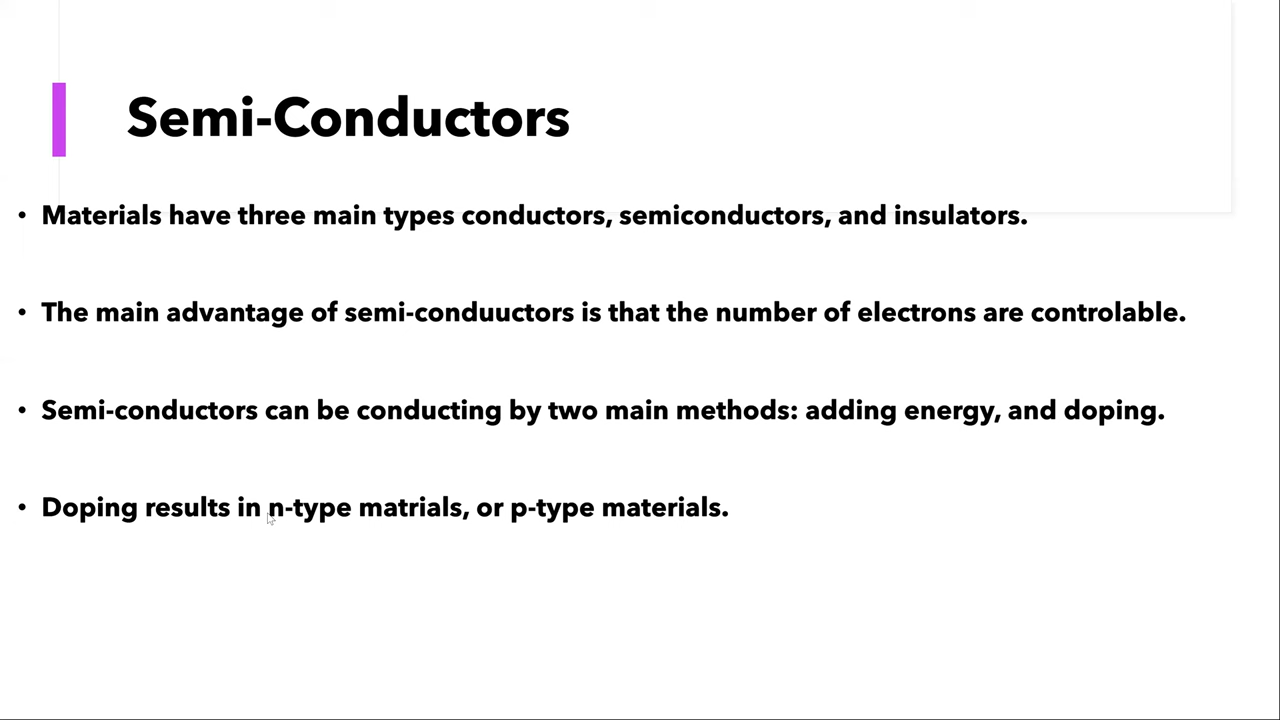 Semi-Conductors
• Materials have three main types conductors, semiconductors, and insulators.
• The main advantage of semi-conduuctors is that the number of electrons are controlable.
• Semi-conductors can be conducting by two main methods: adding energy, and doping.
• Doping results in n-type matrials, or p-type materials.